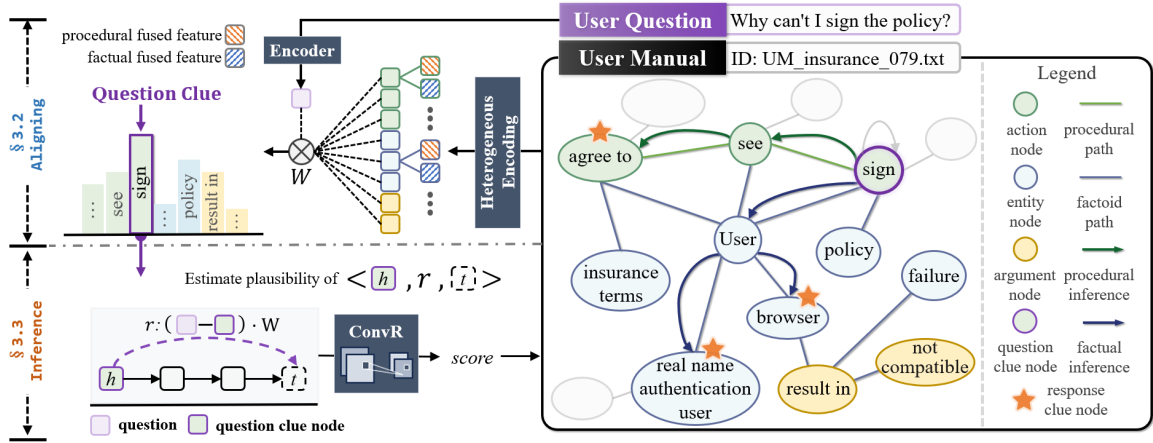 User Question
Why can't I sign the policy?
User Manual
ID: UM_insurance_079.txt
§3.2
Aligning
procedural fused feature
factual fused feature
Encoder
Question Clue
...
see
sign
...
policy
result in
...
W
Heterogeneous
Encoding
§3.3
Inference
Estimate plausibility of < h , r , t >
r: ( − ) · W
h
t
ConvR
score
question
question clue node
agree to
see
sign
User
policy
insurance
terms
browser
failure
real name
authentication
user
result in
not
compatible
Legend
action
node
procedural
path
entity
node
factoid
path
argument
node
procedural
inference
question
clue node
factual
inference
response
clue node